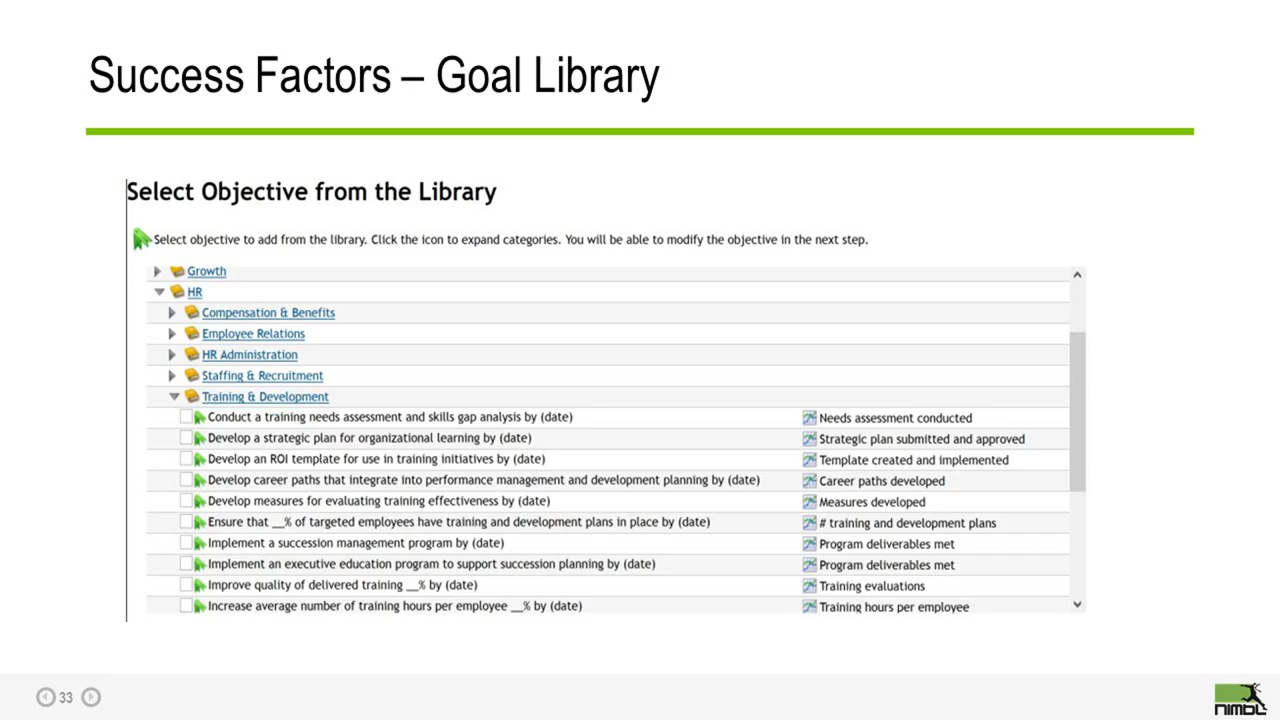 Success Factors – Goal Library
Select Objective from the Library
Select objective to add from the library. Click the icon to expand categories. You will be able to modify the objective in the next step.
Growth
HR
Compensation & Benefits
Employee Relations
HR Administration
Staffing & Recruitment
Training & Development
Conduct a training needs assessment and skills gap analysis by (date) Needs assessment conducted
Develop a strategic plan for organizational learning by (date) Strategic plan submitted and approved
Develop an ROI template for use in training initiatives by (date) Template created and implemented
Develop career paths that integrate into performance management and development planning by (date) Career paths developed
Develop measures for evaluating training effectiveness by (date) Measures developed
Ensure that __% of targeted employees have training and development plans in place by (date) # training and development plans
Implement a succession management program by (date) Program deliverables met
Implement an executive education program to support succession planning by (date) Program deliverables met
Improve quality of delivered training __% by (date) Training evaluations
Increase average number of training hours per employee __% by (date) Training hours per employee
33
nimbl